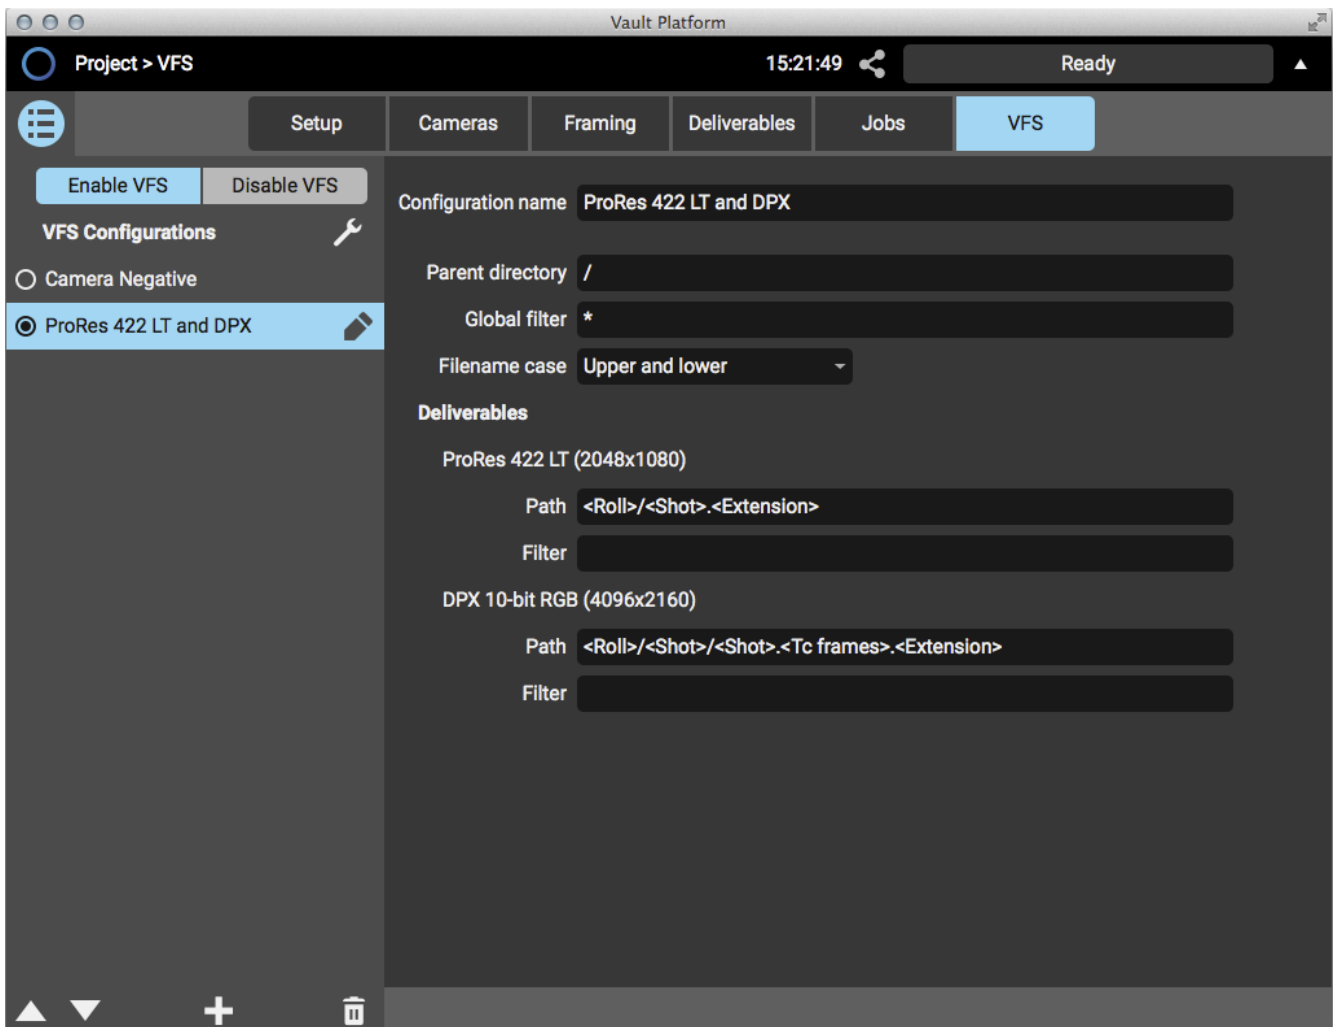 Vault Platform
Project > VFS
15:21:49
Ready
Setup
Cameras
Framing
Deliverables
Jobs
VFS
Enable VFS
Disable VFS
VFS Configurations
Camera Negative
ProRes 422 LT and DPX
Configuration name ProRes 422 LT and DPX
Parent directory /
Global filter *
Filename case Upper and lower
Deliverables
ProRes 422 LT (2048x1080)
Path <Roll>/<Shot>.<Extension>
Filter
DPX 10-bit RGB (4096x2160)
Path <Roll>/<Shot>/<Shot>.<Tc frames>.<Extension>
Filter